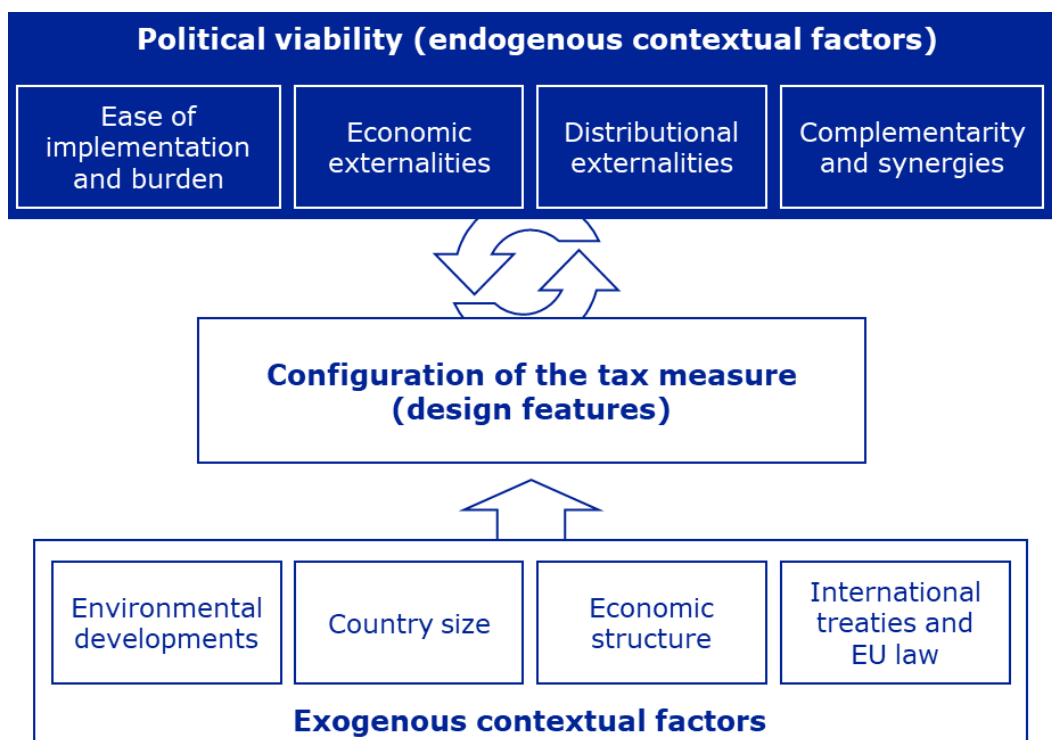 Political viability (endogenous contextual factors)
Ease of
implementation
and burden
Economic
externalities
Distributional
externalities
Complementarity
and synergies
Configuration of the tax measure
(design features)
Environmental
developments
Country size
Economic
structure
International
treaties and
EU law
Exogenous contextual factors